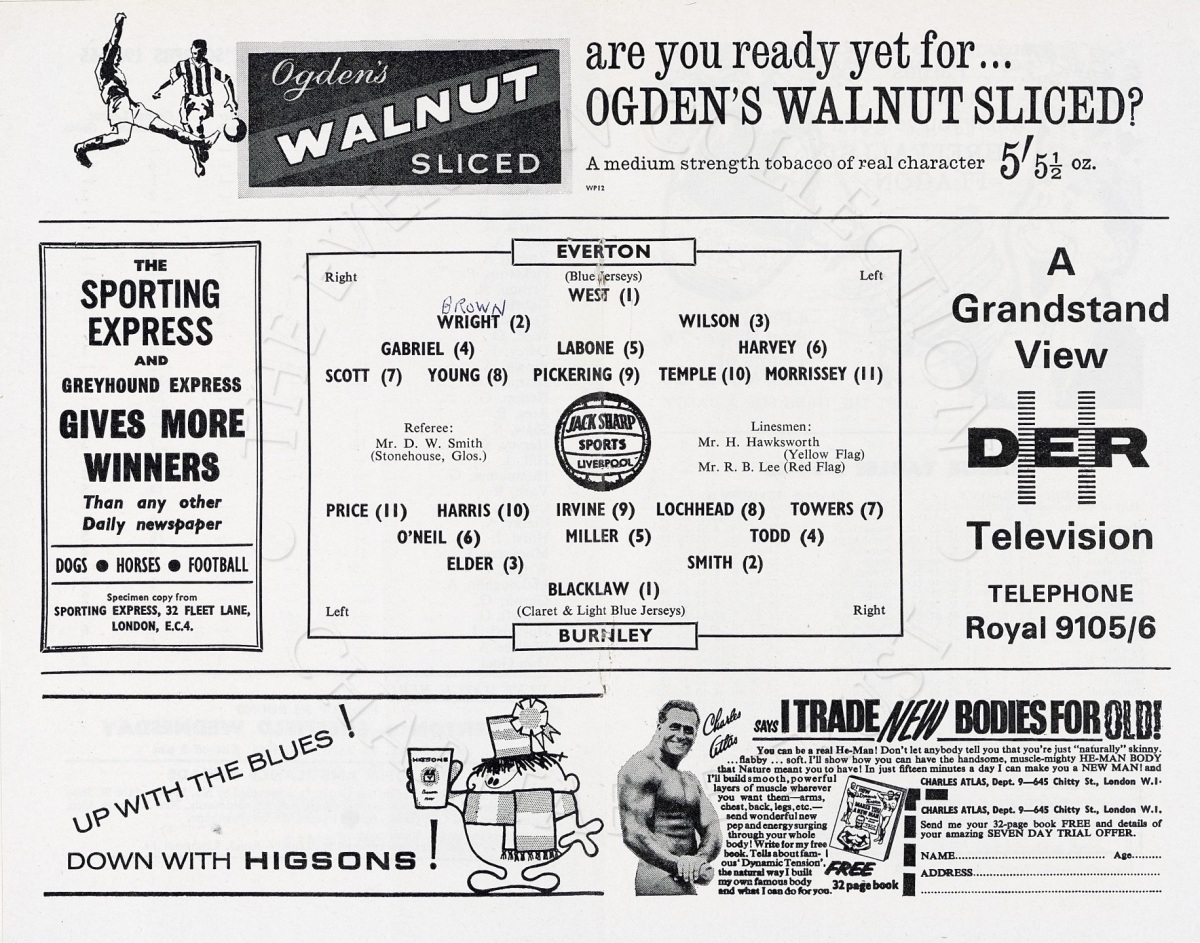 Ogden's
WALNUT
SLICED
are you ready yet for...
OGDEN'S WALNUT SLICED?
A medium strength tobacco of real character 5'5½ oz.
WP12
THE
SPORTING
EXPRESS
AND
GREYHOUND EXPRESS
GIVES MORE
WINNERS
Than any other
Daily newspaper
DOGS ● HORSES ● FOOTBALL
Specimen copy from
SPORTING EXPRESS, 32 FLEET LANE,
LONDON, E.C.4.
EVERTON
Right (Blue Jerseys) Left
WEST (1)
BROWN
WRIGHT (2) WILSON (3)
GABRIEL (4) LABONE (5) HARVEY (6)
SCOTT (7) YOUNG (8) PICKERING (9) TEMPLE (10) MORRISSEY (11)
Referee:
Mr. D. W. Smith
(Stonehouse, Glos.)
JACK SHARP
SPORTS
LIVERPOOL
Linesmen:
Mr. H. Hawksworth
(Yellow Flag)
Mr. R. B. Lee (Red Flag)
PRICE (11) HARRIS (10) IRVINE (9) LOCHHEAD (8) TOWERS (7)
O'NEIL (6) MILLER (5) TODD (4)
ELDER (3) SMITH (2)
BLACKLAW (1)
Left (Claret & Light Blue Jerseys) Right
BURNLEY
A
Grandstand
View
DER
Television
TELEPHONE
Royal 9105/6
UP WITH THE BLUES !
HIGSONS
DOWN WITH HIGSONS !
Charles
Atlas
SAYS I TRADE NEW BODIES FOR OLD!
You can be a real He-Man! Don't let anybody tell you that you're just "naturally" skinny.
...flabby ... soft. I'll show how you can have the handsome, muscle-mighty HE-MAN BODY
that Nature meant you to have! In just fifteen minutes a day I can make you a NEW MAN! and
I'll build smooth, powerful
layers of muscle wherever
you want them—arms,
chest, back, legs, etc.—
send wonderful new
pep and energy surging
through your whole
body! Write for my free
book. Tells about fam-
ous 'Dynamic Tension',
the natural way I built
my own famous body
and what I can do for you.
FREE
32 page book
CHARLES ATLAS, Dept. 9—645 Chitty St., London W.1.
CHARLES ATLAS, Dept. 9—645 Chitty St., London W.1.
Send me your 32-page book FREE and details of
your amazing SEVEN DAY TRIAL OFFER.
NAME.......................................... Age........
ADDRESS..................................................
© THE EVERTON COLLECTION